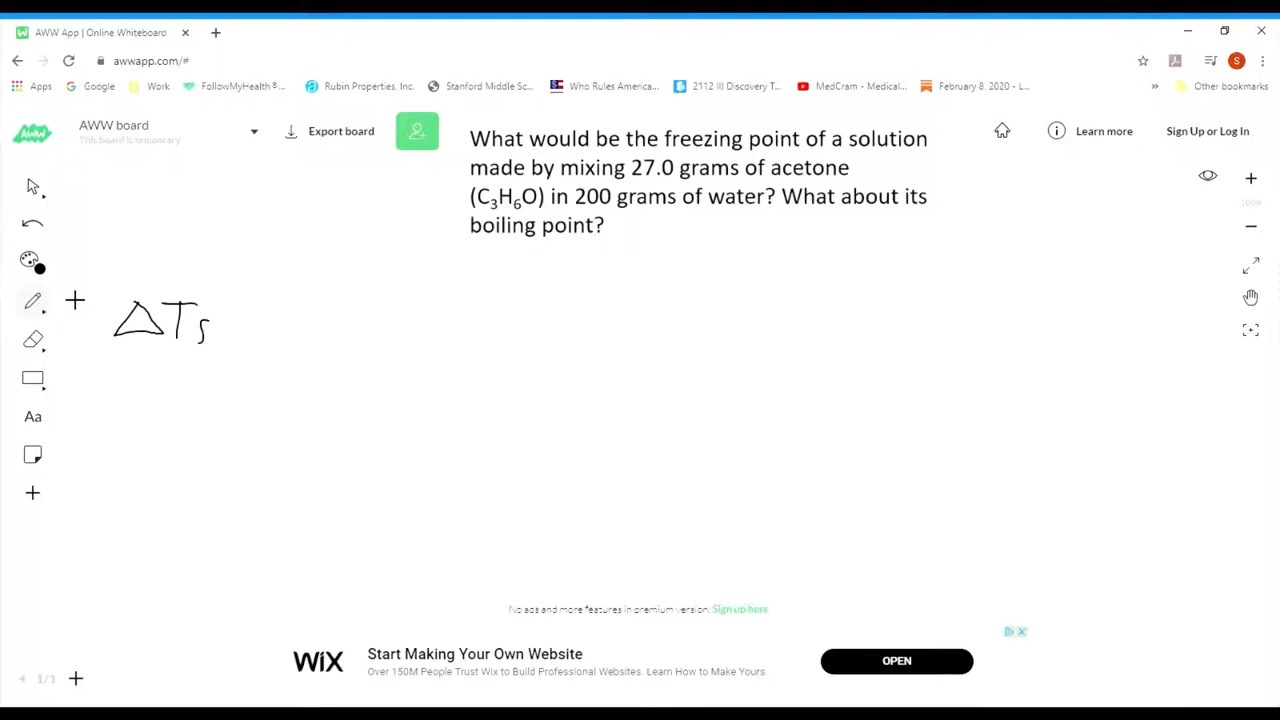 AWW App | Online Whiteboard
awwapp.com/#
Apps Google Work FollowMyHealth®... Rubin Properties, Inc. Stanford Middle Sc... Who Rules America... 2112 III Discovery T... MedCram - Medical... February 8, 2020 - L... » Other bookmarks
AWW board
This board is temporary
Export board
What would be the freezing point of a solution
made by mixing 27.0 grams of acetone
(C₃H₆O) in 200 grams of water? What about its
boiling point?
Learn more
Sign Up or Log In
ΔT
Aa
No ads and more features in premium version. Sign up here
WiX
Start Making Your Own Website
Over 150M People Trust Wix to Build Professional Websites. Learn How to Make Yours.
OPEN
1/1